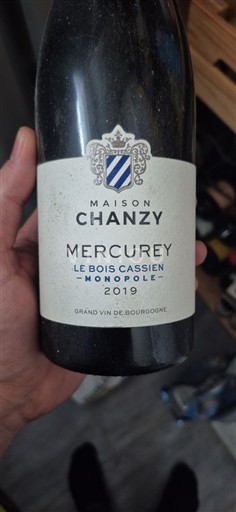 MAISON
CHANZY
MERCUREY
LE BOIS CASSIEN
MONOPOLE
2019
GRAND VIN DE BOURGOGNE